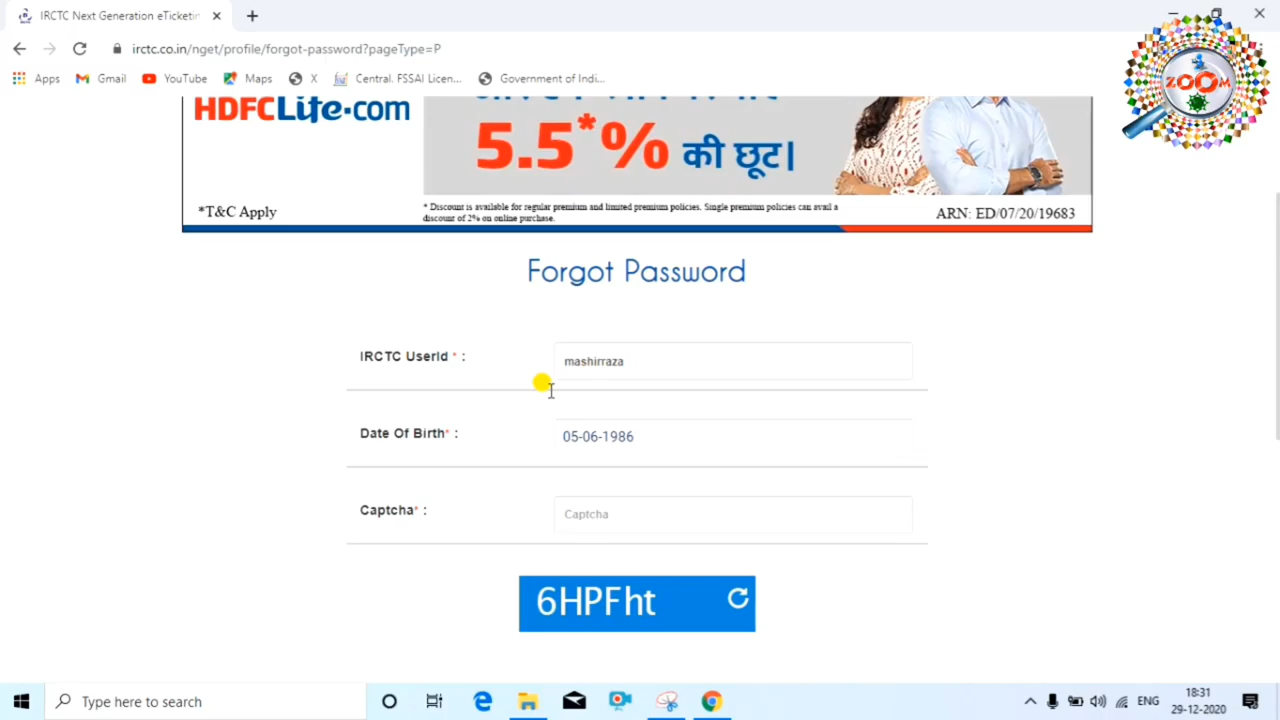 IRCTC Next Generation eTicketin
irctc.co.in/nget/profile/forgot-password?pageType=P
Apps Gmail YouTube Maps X Central. FSSAI Licen... Government of Indi...
ZOOM
HDFCLife.com
5.5*% की छूट।
*T&C Apply
* Discount is available for regular premium and limited premium policies. Single premium policies can avail a
discount of 2% on online purchase.
ARN: ED/07/20/19683
Forgot Password
IRCTC UserId * :
mashirraza
Date Of Birth* :
05-06-1986
Captcha* :
Captcha
6HPFht
Type here to search
ENG
18:31
29-12-2020